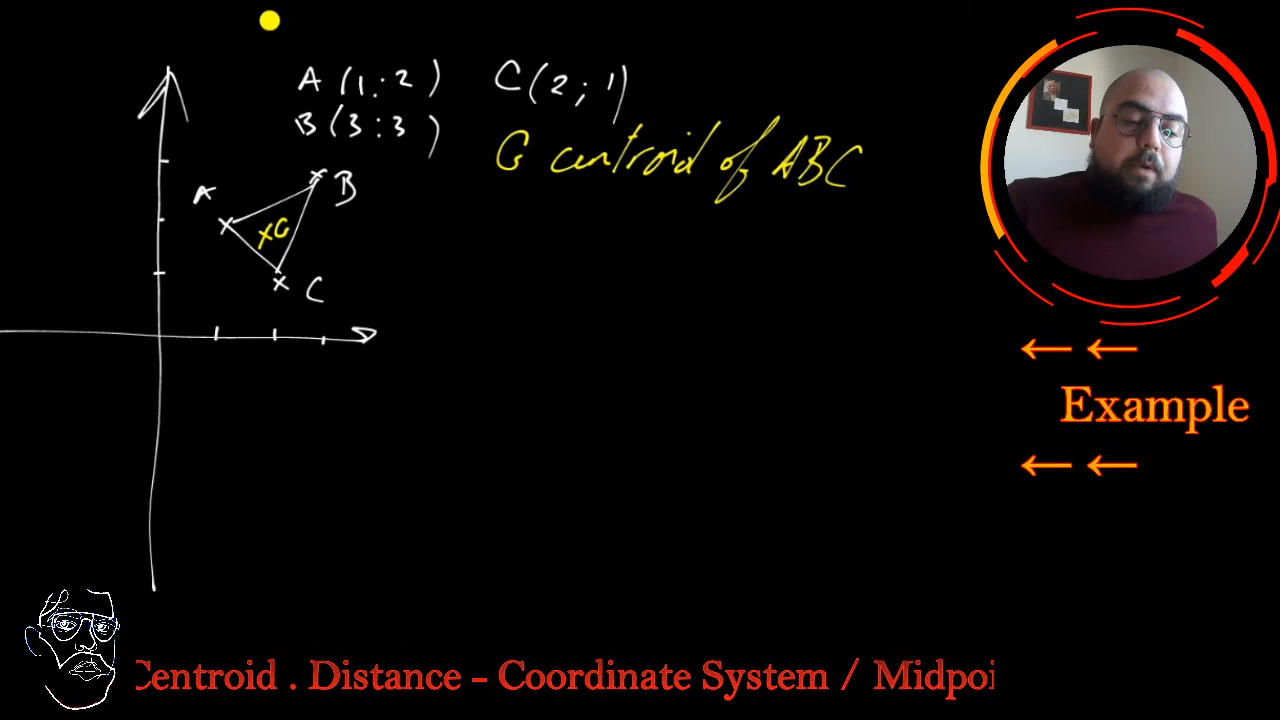 A (1 ; 2) C (2 ; 1)
B (3 ; 3)
G centroid of ABC
A
B
G
C
← ←
Example
← ←
Centroid . Distance - Coordinate System / Midpoi